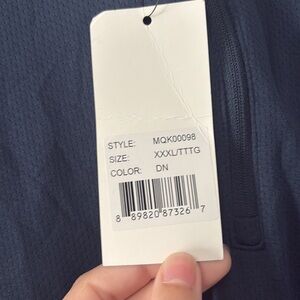 STYLE: MQK00098
SIZE: XXXL/TTTG
COLOR: DN
8 89820 87326 7